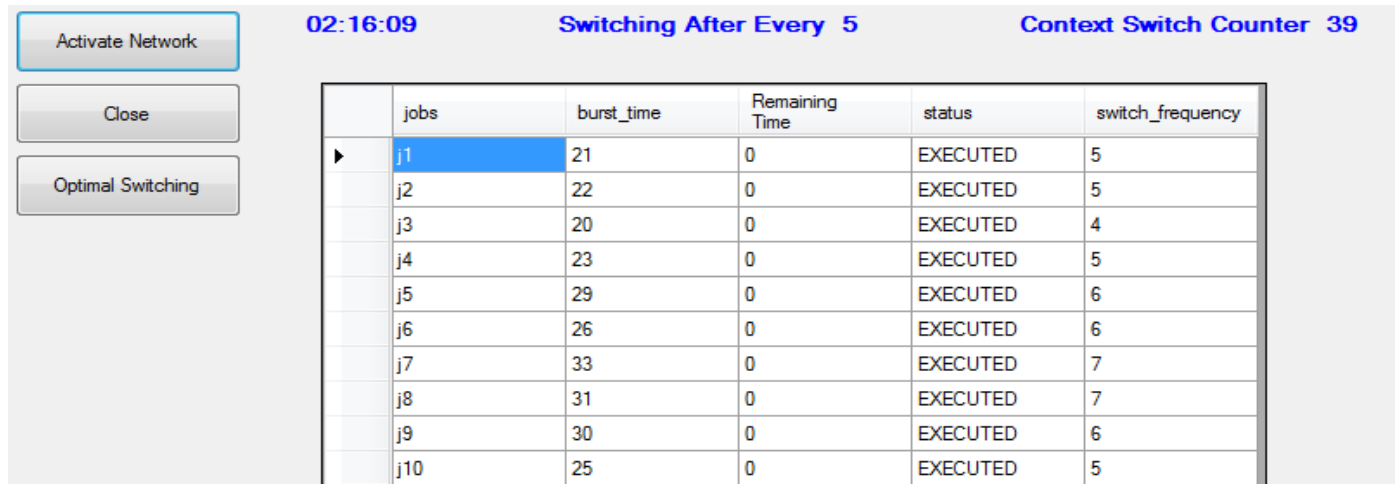 Activate Network
02:16:09 Switching After Every 5 Context Switch Counter 39
Close
Optimal Switching
jobs burst_time Remaining Time status switch_frequency
j1 21 0 EXECUTED 5
j2 22 0 EXECUTED 5
j3 20 0 EXECUTED 4
j4 23 0 EXECUTED 5
j5 29 0 EXECUTED 6
j6 26 0 EXECUTED 6
j7 33 0 EXECUTED 7
j8 31 0 EXECUTED 7
j9 30 0 EXECUTED 6
j10 25 0 EXECUTED 5